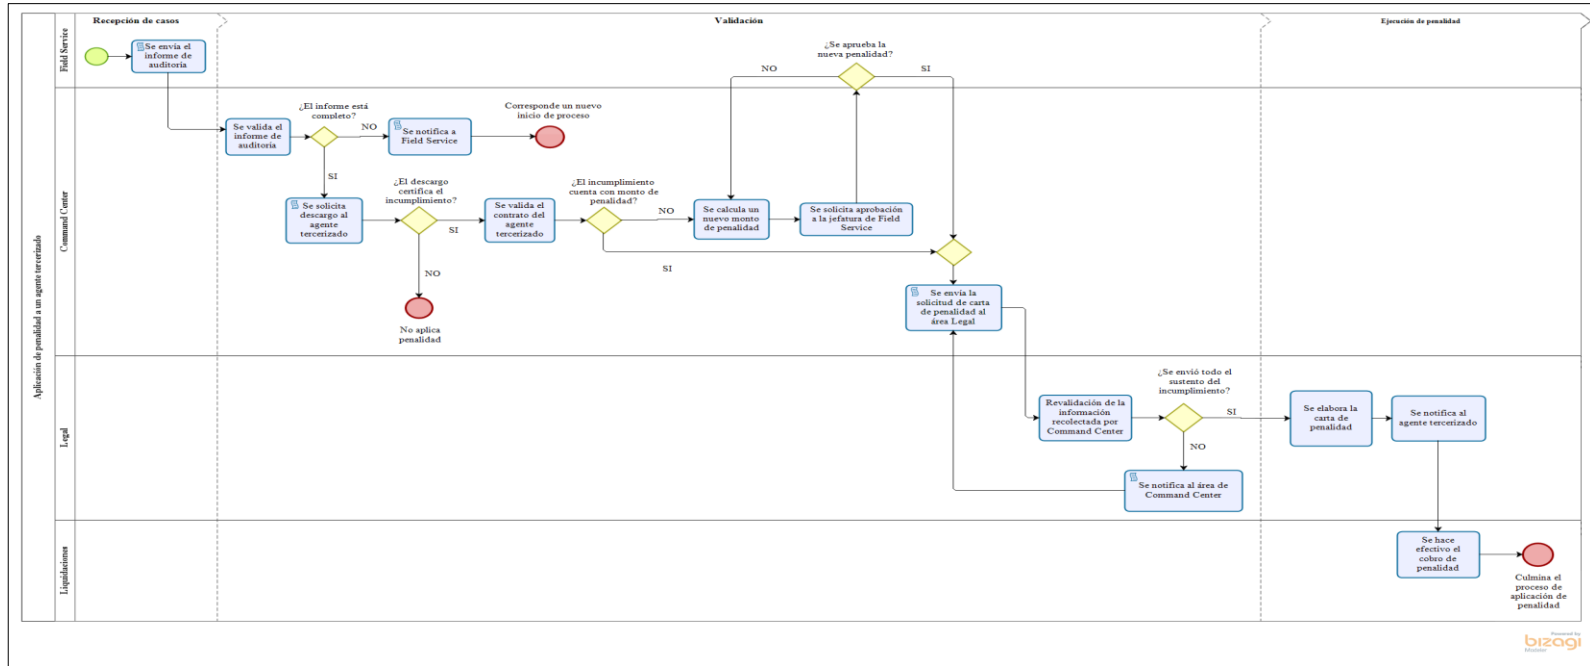 Recepción de casos
Validación
Ejecución de penalidad
Aplicación de penalidad a un agente tercerizado
Field Service
Se envía el
informe de
auditoría
¿Se aprueba la
nueva penalidad?
NO
SI
Command Center
Se valida el
informe de
auditoría
¿El informe está
completo?
NO
SI
Se notifica a
Field Service
Corresponde un nuevo
inicio de proceso
Se solicita
descargo al
agente
tercerizado
¿El descargo
certifica el
incumplimiento?
SI
NO
No aplica
penalidad
Se valida el
contrato del
agente
tercerizado
¿El incumplimiento
cuenta con monto de
penalidad?
NO
SI
Se calcula un
nuevo monto
de penalidad
Se solicita aprobación
a la jefatura de Field
Service
Se envía la
solicitud de carta
de penalidad al
área Legal
Legal
Revalidación de la
información
recolectada por
Command Center
¿Se envió todo el
sustento del
incumplimiento?
SI
NO
Se notifica al área de
Command Center
Se elabora la
carta de
penalidad
Se notifica al
agente tercerizado
Liquidaciones
Se hace
efectivo el
cobro de
penalidad
Culmina el
proceso de
aplicación de
penalidad
Powered by
bizagi
Modeler